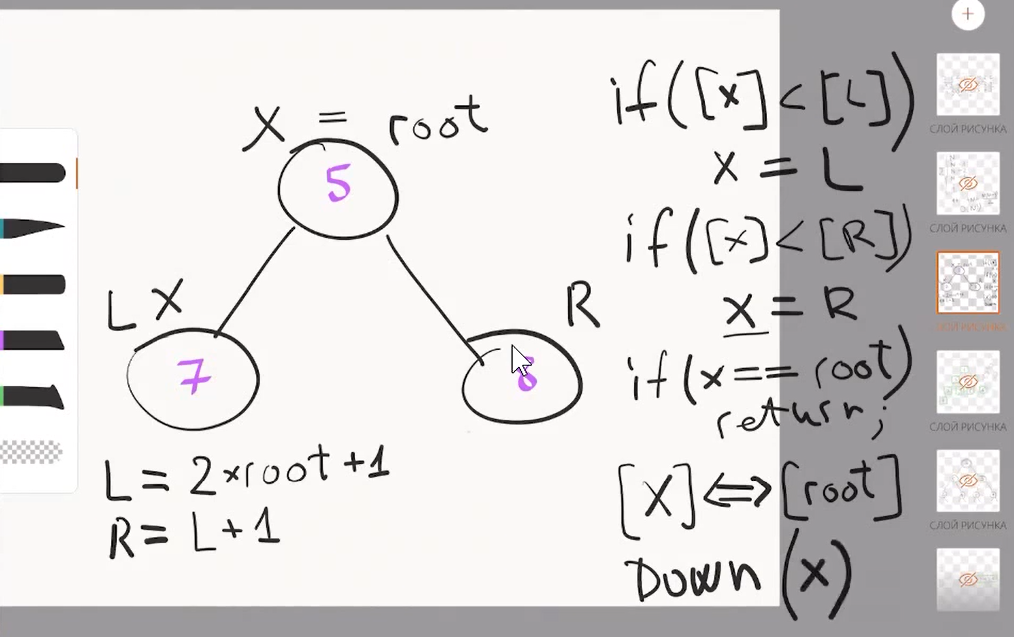 X = root
5
L X
R
7
6
L = 2×root+1
R = L+1
if([x]<[L])
x = L
if([x]<[R])
x = R
if(x==root)
return;
[X]⇔[root]
Down(x)
СЛОЙ РИСУНКА
СЛОЙ РИСУНКА
СЛОЙ РИСУНКА
СЛОЙ РИСУНКА
СЛОЙ РИСУНКА